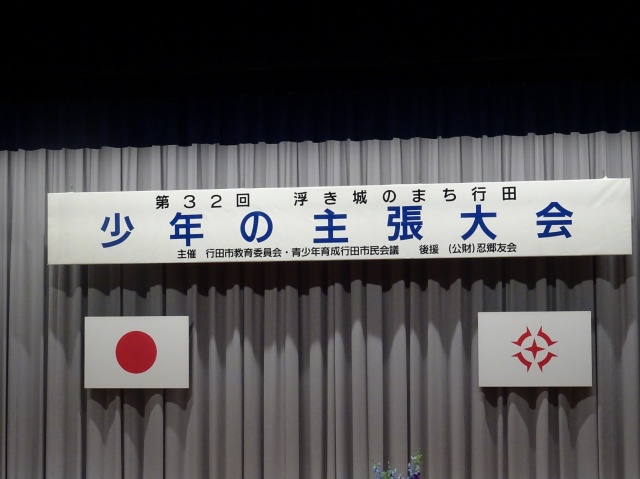 第32回　浮き城のまち行田
少年の主張大会
主催　行田市教育委員会・青少年育成行田市民会議　後援　(公財)忍郷友会